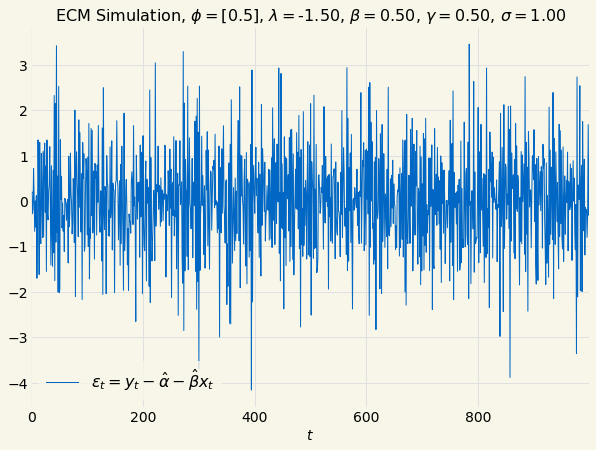 ECM Simulation, ϕ = [0.5], λ = -1.50, β = 0.50, γ = 0.50, σ = 1.00
3
2
1
0
−1
−2
−3
−4
εt = yt − α̂ − β̂xt
0 200 400 600 800
t